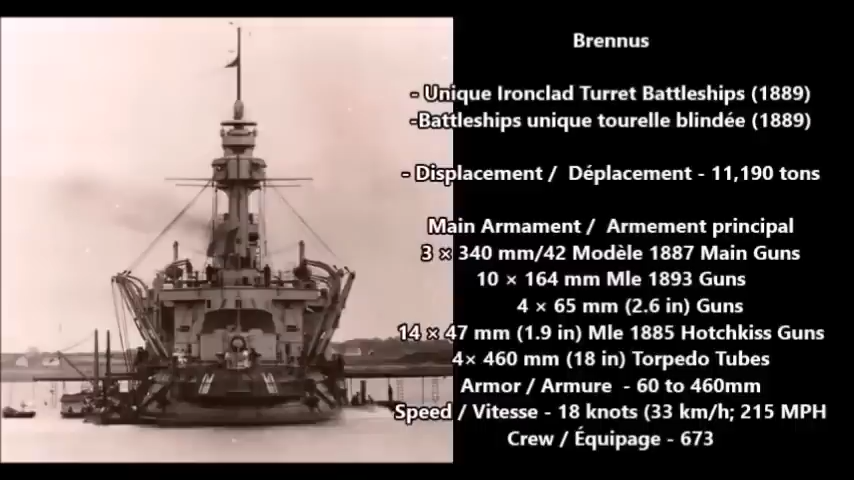 Brennus
- Unique Ironclad Turret Battleships (1889)
-Battleships unique tourelle blindée (1889)
- Displacement /  Déplacement - 11,190 tons
Main Armament /  Armement principal
3 × 340 mm/42 Modèle 1887 Main Guns
10 × 164 mm Mle 1893 Guns
4 × 65 mm (2.6 in) Guns
14 × 47 mm (1.9 in) Mle 1885 Hotchkiss Guns
4× 460 mm (18 in) Torpedo Tubes
Armor / Armure  - 60 to 460mm
Speed / Vitesse - 18 knots (33 km/h; 215 MPH
Crew / Équipage - 673